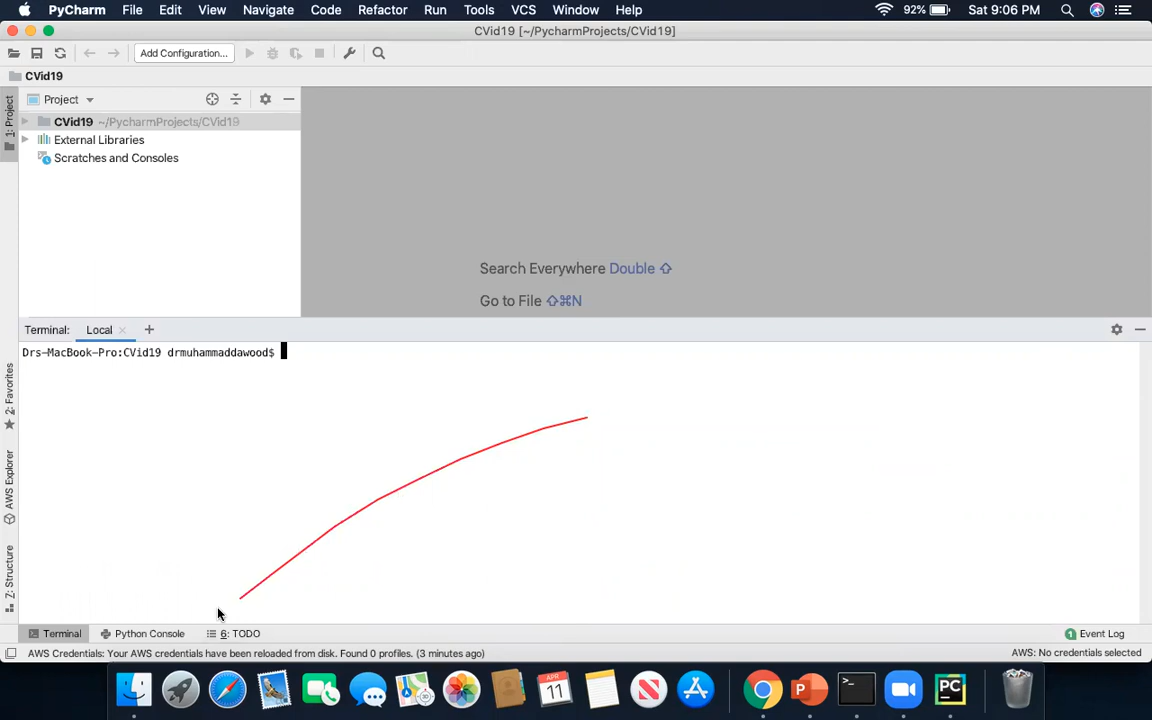 PyCharm File Edit View Navigate Code Refactor Run Tools VCS Window Help 92% Sat 9:06 PM
CVid19 [~/PycharmProjects/CVid19]
Add Configuration...
CVid19
Project
CVid19 ~/PycharmProjects/CVid19
External Libraries
Scratches and Consoles
1: Project
Search Everywhere Double ⇧
Go to File ⇧⌘N
Terminal: Local × +
Drs-MacBook-Pro:CVid19 drmuhammaddawood$
2: Favorites
AWS Explorer
Z: Structure
Terminal Python Console 6: TODO 1 Event Log
AWS Credentials: Your AWS credentials have been reloaded from disk. Found 0 profiles. (3 minutes ago) AWS: No credentials selected
APR
11
P
>_
PC